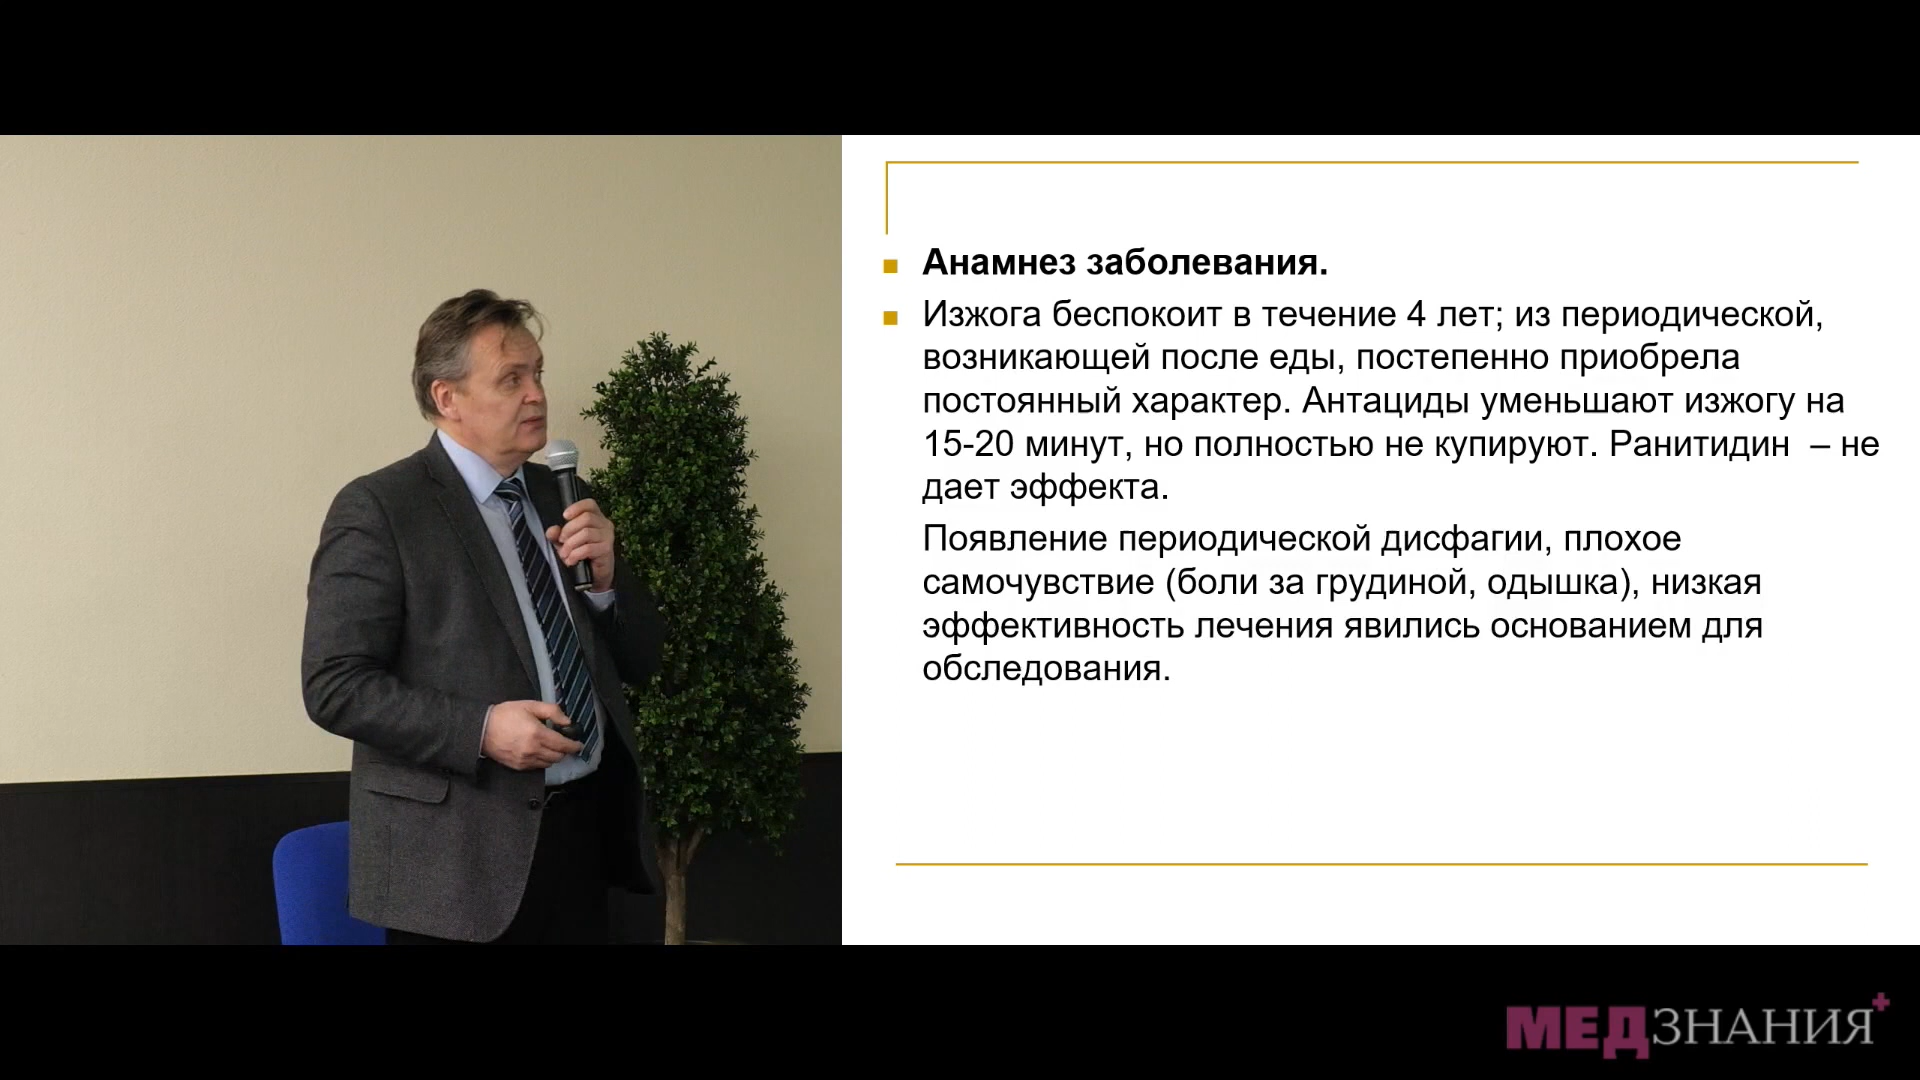 Анамнез заболевания.
Изжога беспокоит в течение 4 лет; из периодической,
возникающей после еды, постепенно приобрела
постоянный характер. Антациды уменьшают изжогу на
15-20 минут, но полностью не купируют. Ранитидин – не
дает эффекта.
Появление периодической дисфагии, плохое
самочувствие (боли за грудиной, одышка), низкая
эффективность лечения явились основанием для
обследования.
МЕДЗНАНИЯ+